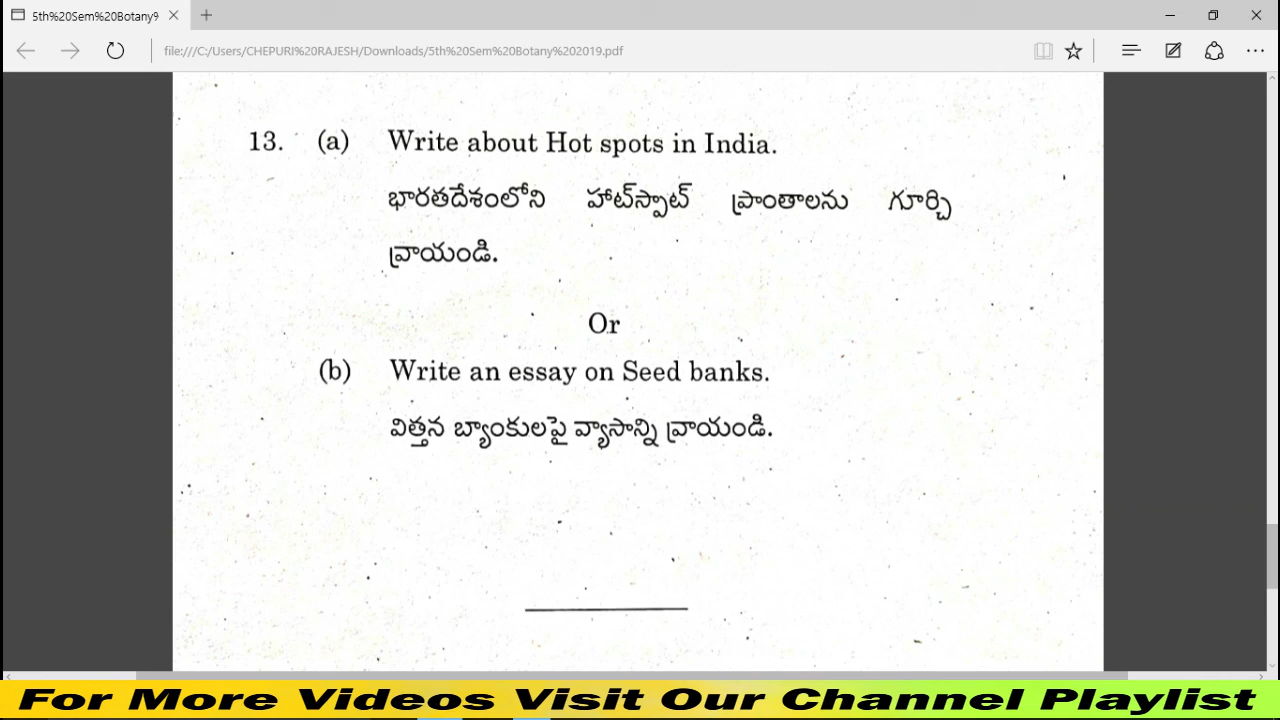 5th%20Sem%20Botany%
file:///C:/Users/CHEPURI%20RAJESH/Downloads/5th%20Sem%20Botany%202019.pdf
13. (a) Write about Hot spots in India.
భారతదేశంలోని హాట్‌స్పాట్ ప్రాంతాలను గూర్చి
వ్రాయండి.
Or
(b) Write an essay on Seed banks.
విత్తన బ్యాంకులపై వ్యాసాన్ని వ్రాయండి.
For More Videos Visit Our Channel Playlist